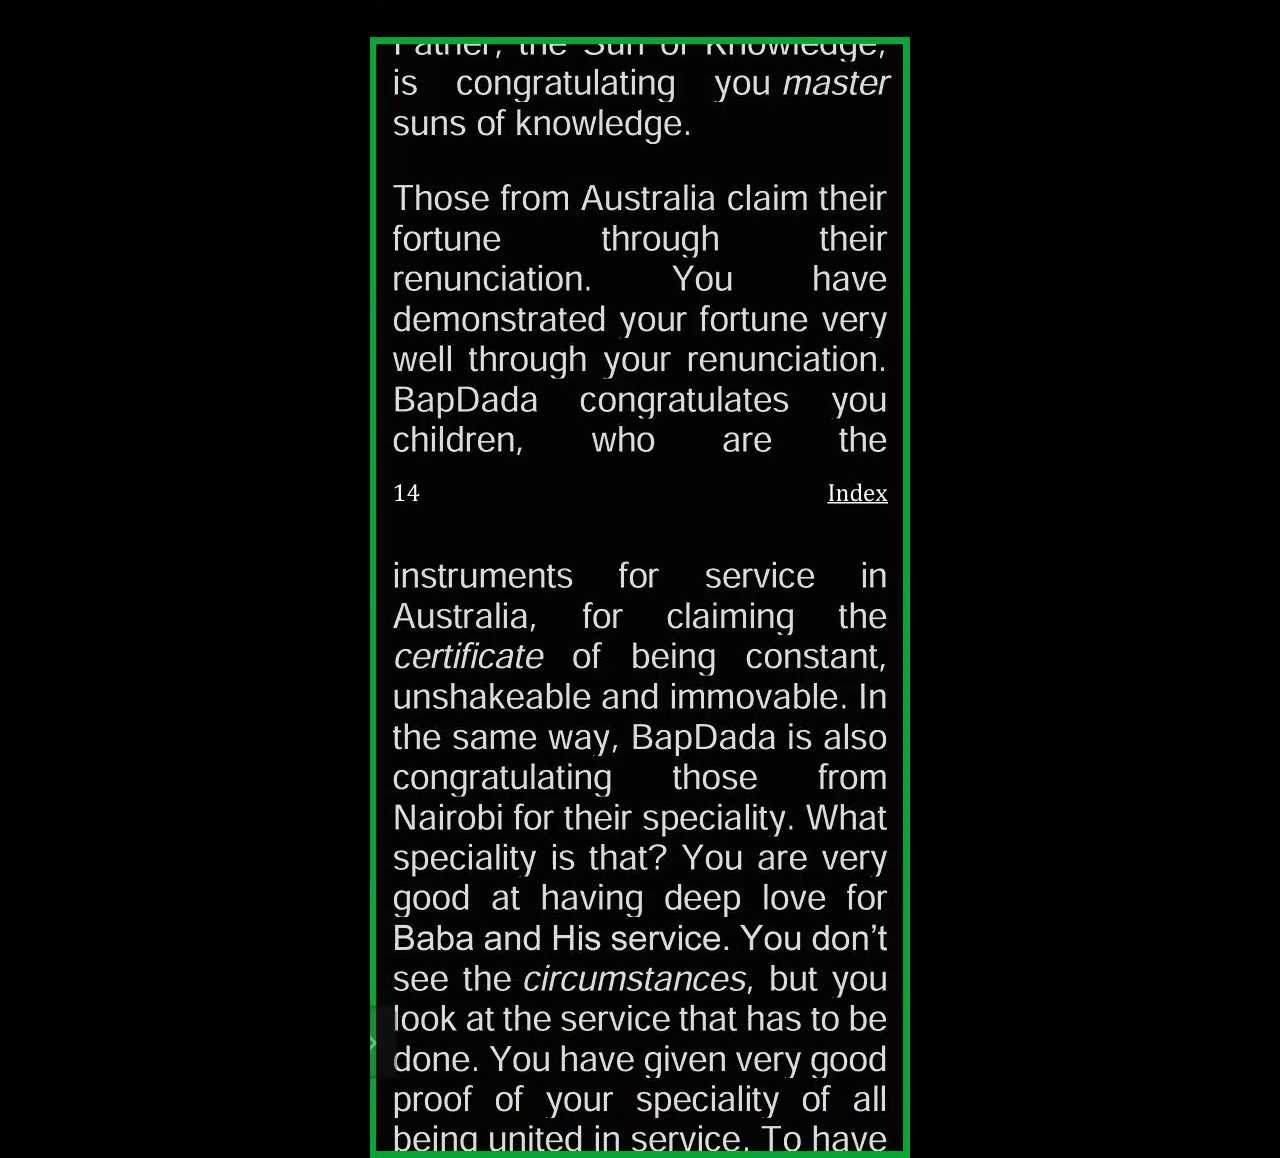 Father, the Sun of Knowledge,
is congratulating you master
suns of knowledge.
Those from Australia claim their
fortune through their
renunciation. You have
demonstrated your fortune very
well through your renunciation.
BapDada congratulates you
children, who are the
14 Index
instruments for service in
Australia, for claiming the
certificate of being constant,
unshakeable and immovable. In
the same way, BapDada is also
congratulating those from
Nairobi for their speciality. What
speciality is that? You are very
good at having deep love for
Baba and His service. You don’t
see the circumstances, but you
look at the service that has to be
done. You have given very good
proof of your speciality of all
being united in service. To have